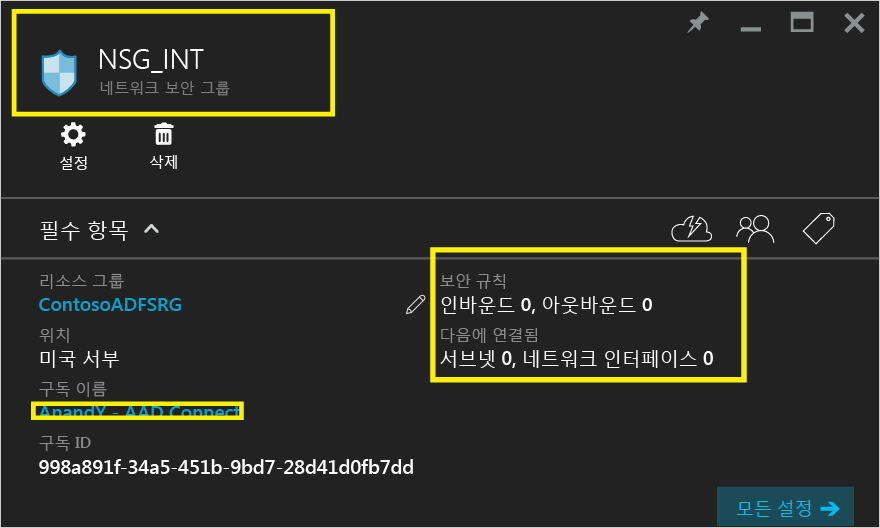 NSG_INT
네트워크 보안 그룹
설정
삭제
필수 항목
리소스 그룹
ContosoADFSRG
위치
미국 서부
구독 이름
AnandY - AAD Connect
구독 ID
998a891f-34a5-451b-9bd7-28d41d0fb7dd
보안 규칙
인바운드 0, 아웃바운드 0
다음에 연결됨
서브넷 0, 네트워크 인터페이스 0
모든 설정